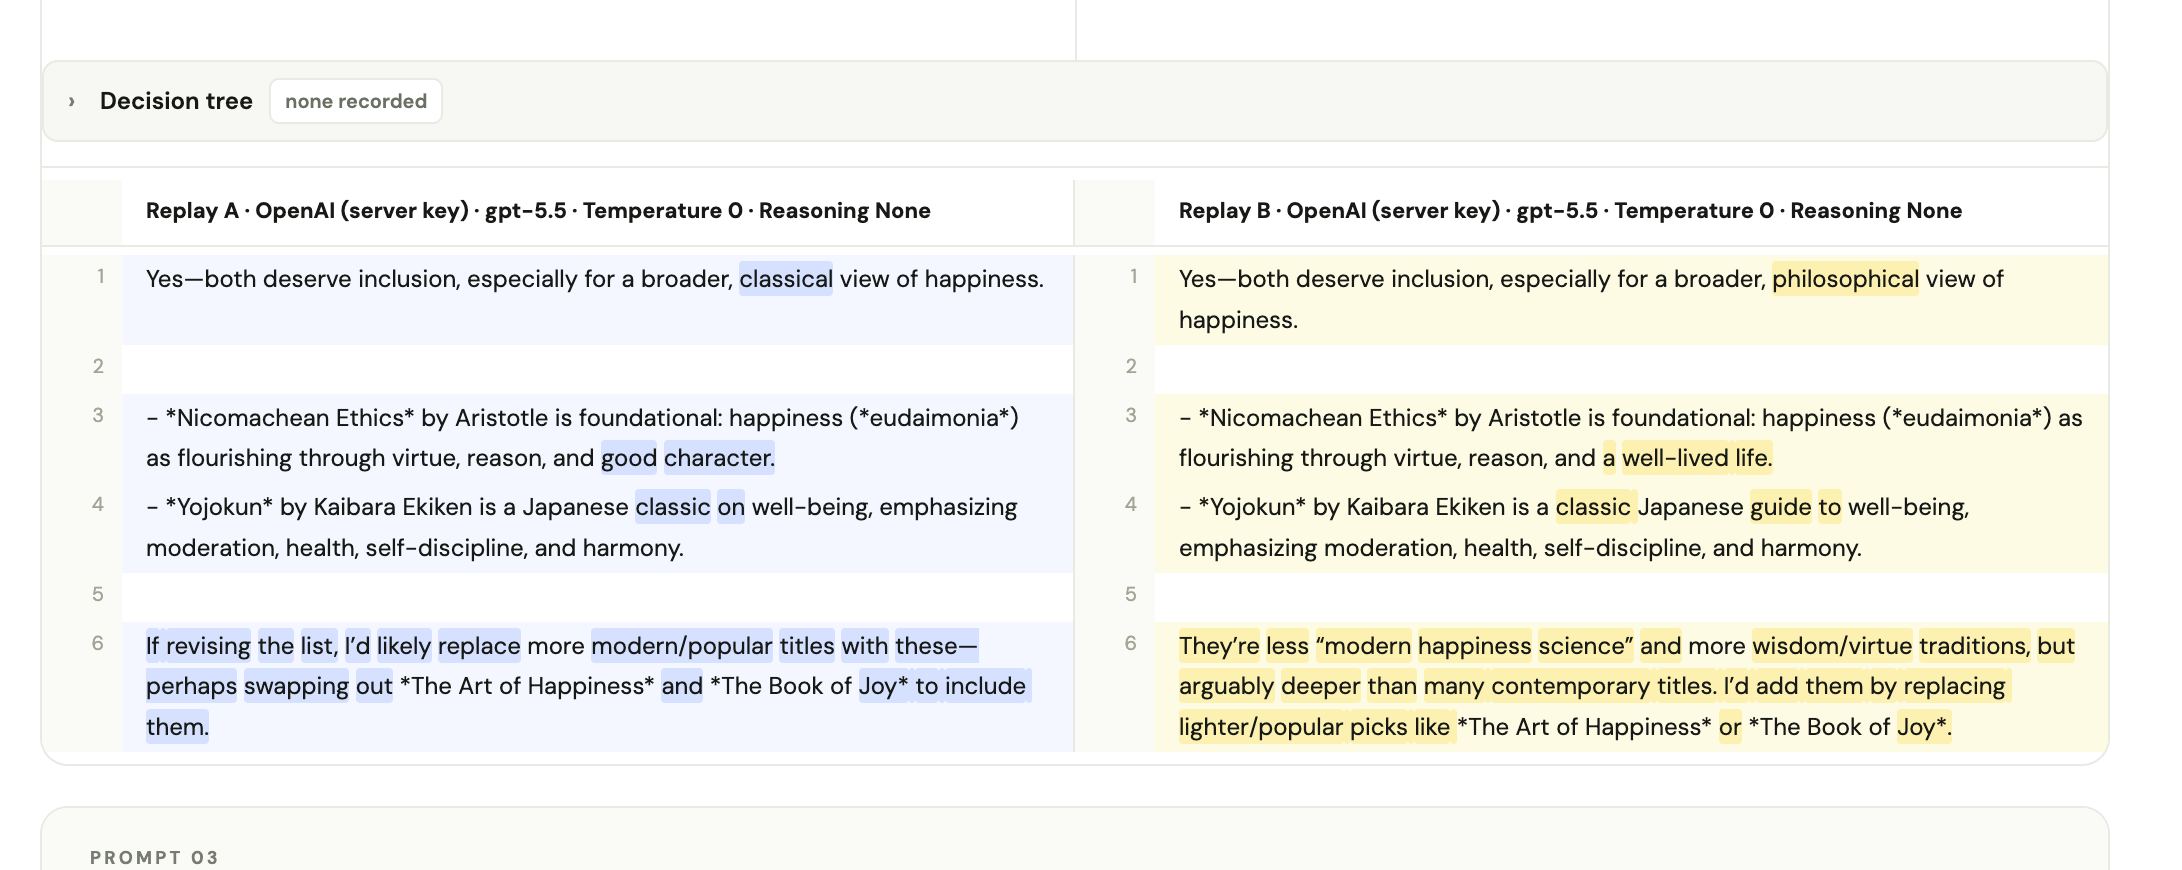 › Decision tree none recorded
Replay A · OpenAI (server key) · gpt-5.5 · Temperature 0 · Reasoning None
1 Yes—both deserve inclusion, especially for a broader, classical view of happiness.
2
3 - *Nicomachean Ethics* by Aristotle is foundational: happiness (*eudaimonia*)
as flourishing through virtue, reason, and good character.
4 - *Yojokun* by Kaibara Ekiken is a Japanese classic on well-being, emphasizing
moderation, health, self-discipline, and harmony.
5
6 If revising the list, I’d likely replace more modern/popular titles with these—
perhaps swapping out *The Art of Happiness* and *The Book of Joy* to include
them.
Replay B · OpenAI (server key) · gpt-5.5 · Temperature 0 · Reasoning None
1 Yes—both deserve inclusion, especially for a broader, philosophical view of
happiness.
2
3 - *Nicomachean Ethics* by Aristotle is foundational: happiness (*eudaimonia*) as
flourishing through virtue, reason, and a well-lived life.
4 - *Yojokun* by Kaibara Ekiken is a classic Japanese guide to well-being,
emphasizing moderation, health, self-discipline, and harmony.
5
6 They’re less “modern happiness science” and more wisdom/virtue traditions, but
arguably deeper than many contemporary titles. I’d add them by replacing
lighter/popular picks like *The Art of Happiness* or *The Book of Joy*.
PROMPT 03